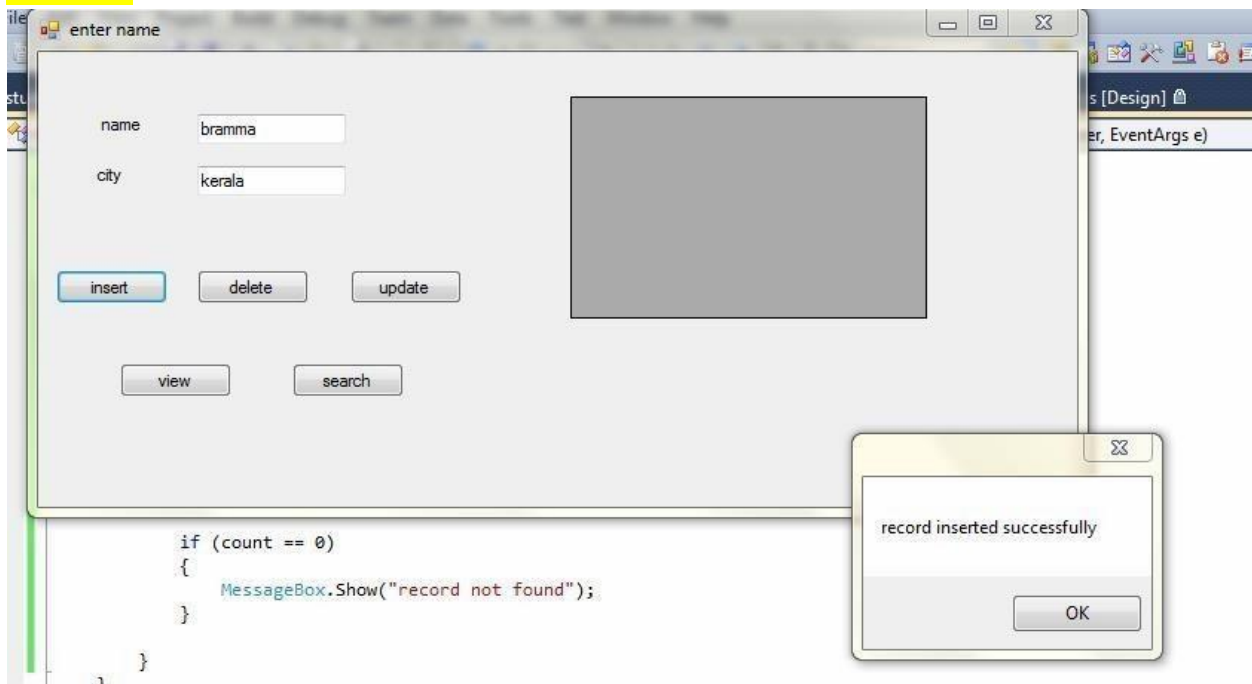 enter name
s [Design]
er, EventArgs e)
name bramma
city kerala
insert delete update
view search
record inserted successfully
OK
if (count == 0)
{
MessageBox.Show("record not found");
}
}